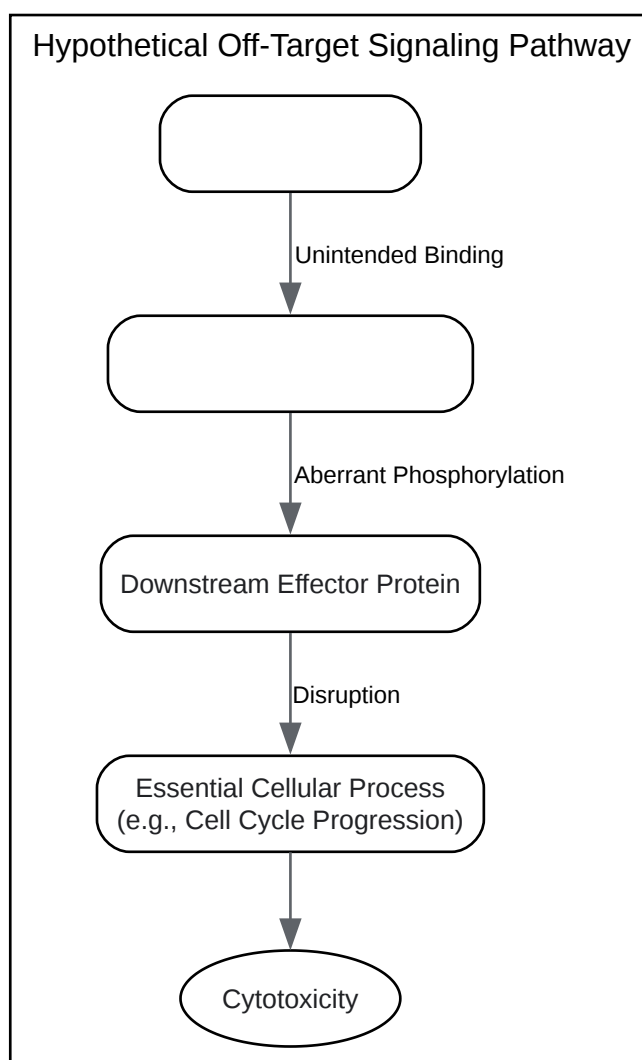 Hypothetical Off-Target Signaling Pathway
Unintended Binding
Aberrant Phosphorylation
Downstream Effector Protein
Disruption
Essential Cellular Process
(e.g., Cell Cycle Progression)
Cytotoxicity